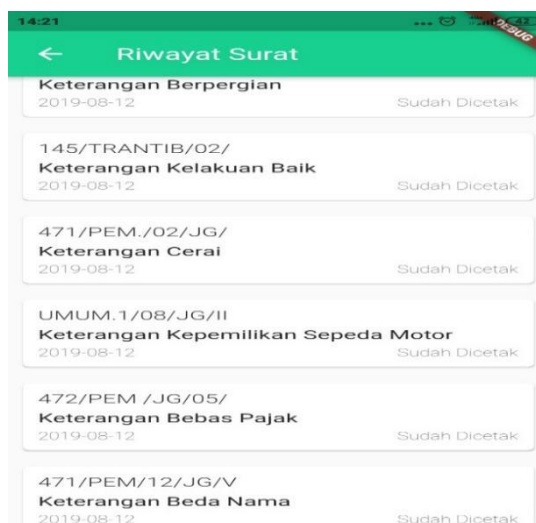 14:21
DEBUG
Riwayat Surat
Keterangan Berpergian
2019-08-12 Sudah Dicetak
145/TRANTIB/02/
Keterangan Kelakuan Baik
2019-08-12 Sudah Dicetak
471/PEM./02/JG/
Keterangan Cerai
2019-08-12 Sudah Dicetak
UMUM.1/08/JG/II
Keterangan Kepemilikan Sepeda Motor
2019-08-12 Sudah Dicetak
472/PEM /JG/05/
Keterangan Bebas Pajak
2019-08-12 Sudah Dicetak
471/PEM/12/JG/V
Keterangan Beda Nama
2019-08-12 Sudah Dicetak